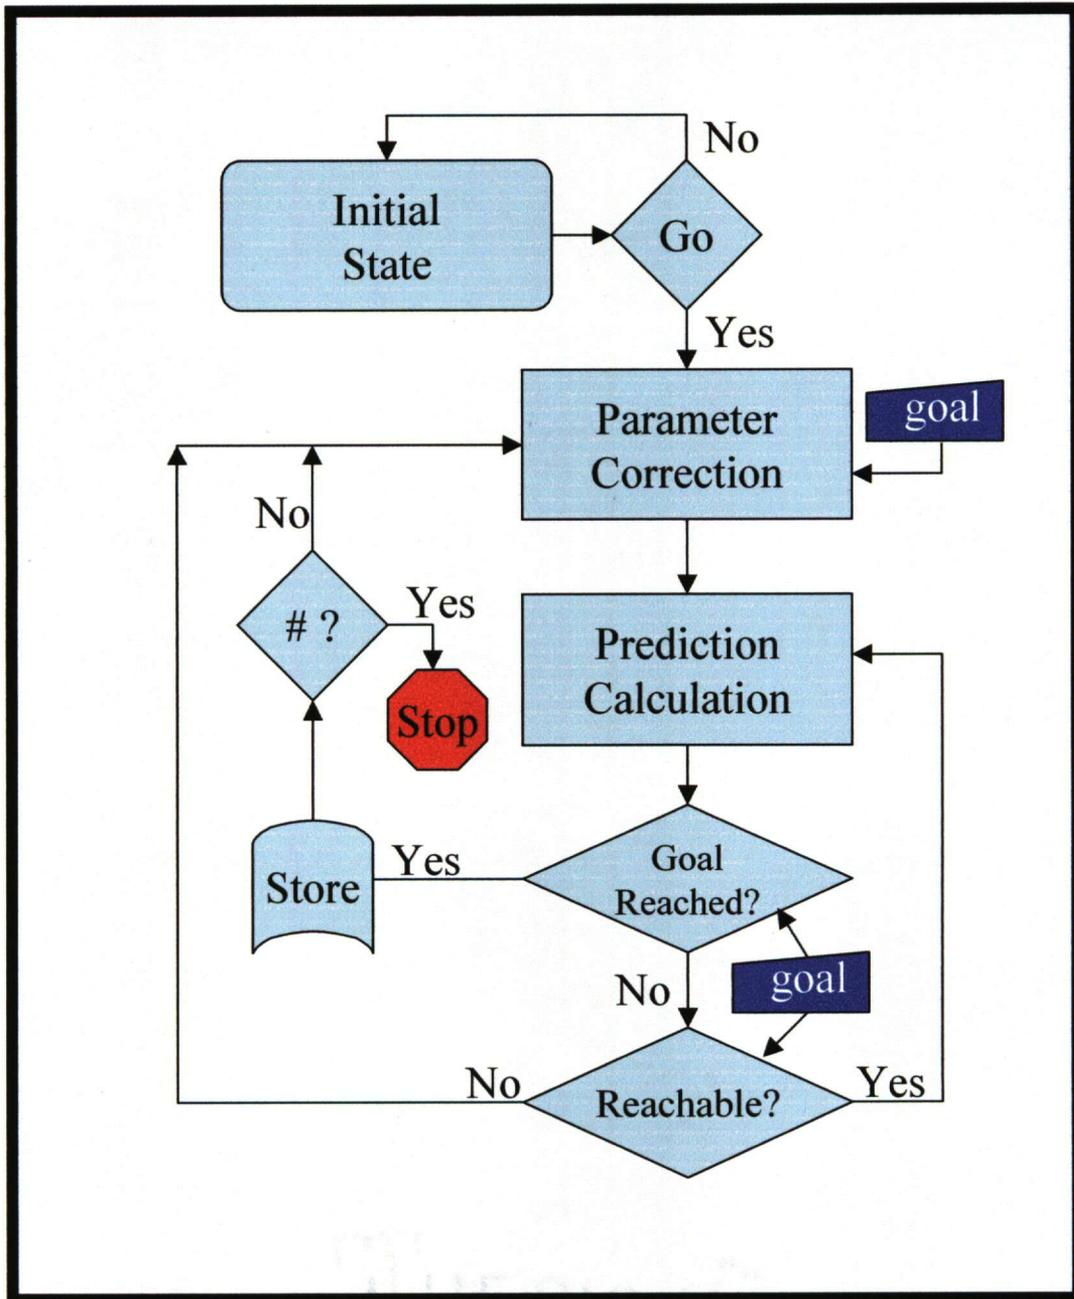 No
Initial
State
Go
Yes
Parameter
Correction
goal
No
# ?
Yes
Stop
Prediction
Calculation
Goal
Reached?
Yes
Store
No
goal
No
Reachable?
Yes